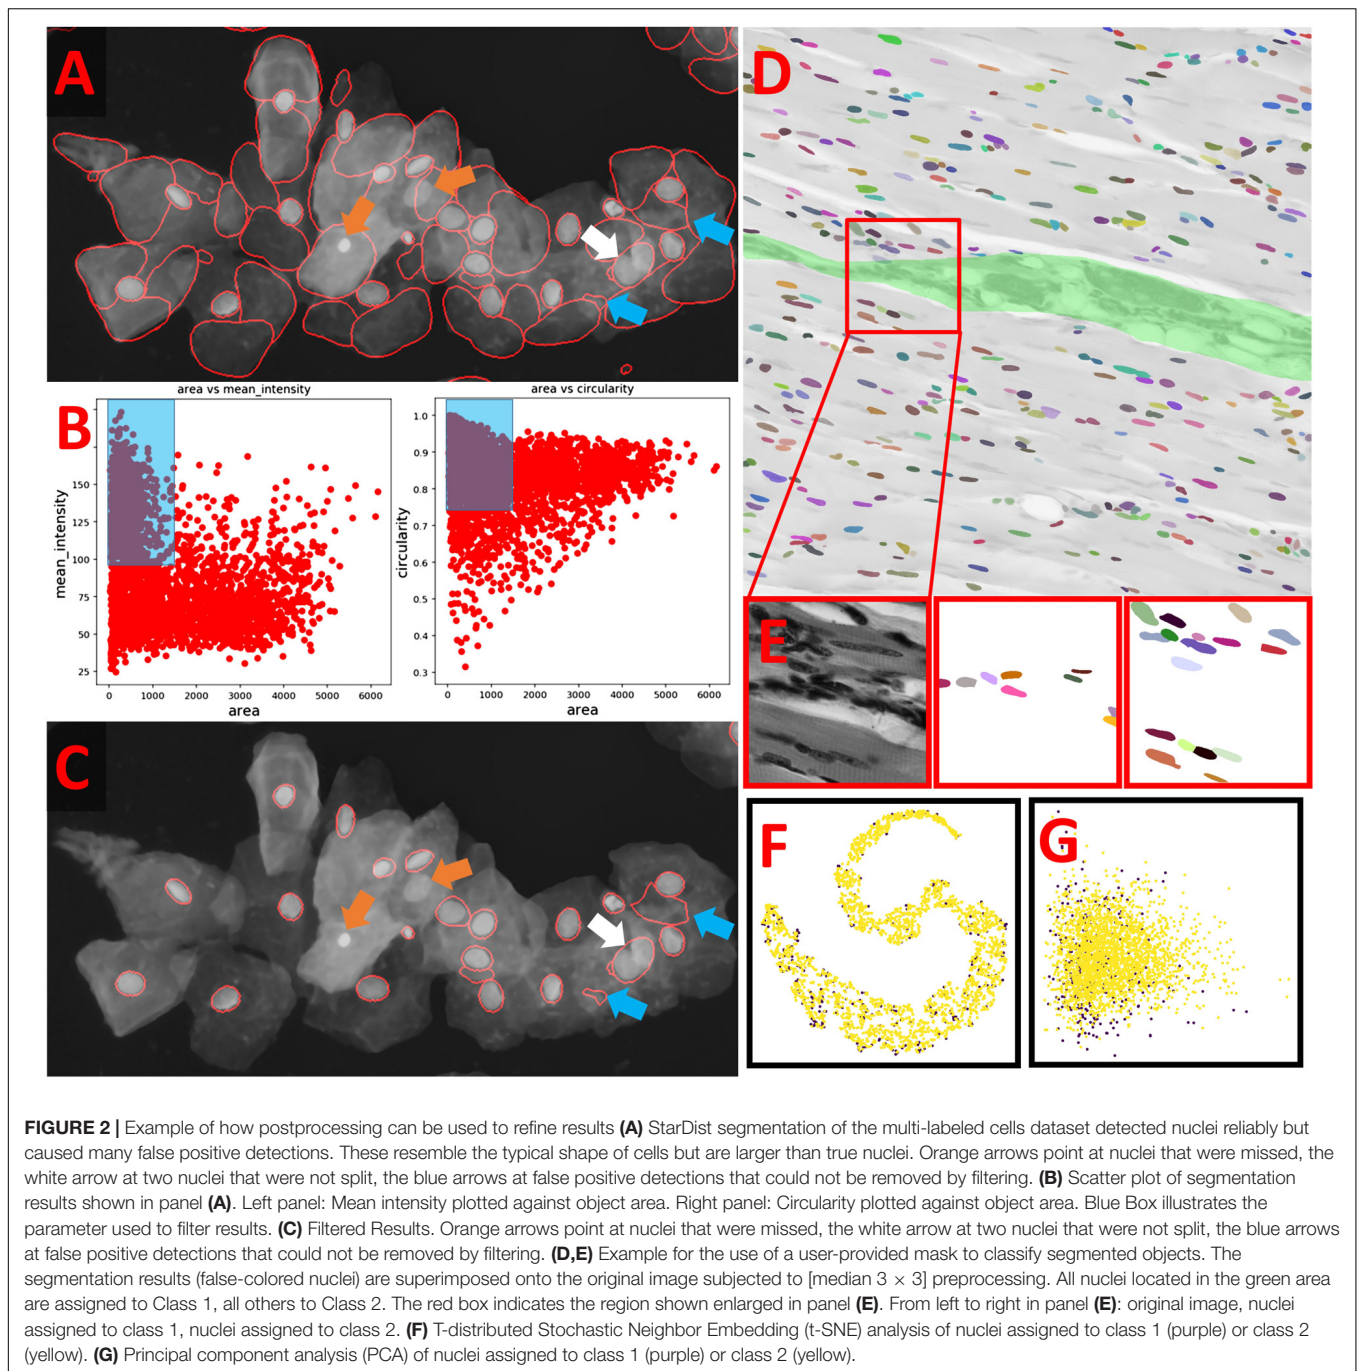 A
D
area vs mean_intensity
area vs circularity
B
mean_intensity
150
125
100
75
50
25
0
1000
2000
3000
4000
5000
6000
area
circularity
1.0
0.9
0.8
0.7
0.6
0.5
0.4
0.3
0
1000
2000
3000
4000
5000
6000
area
E
C
F
G
FIGURE 2 | Example of how postprocessing can be used to refine results (A) StarDist segmentation of the multi-labeled cells dataset detected nuclei reliably but
caused many false positive detections. These resemble the typical shape of cells but are larger than true nuclei. Orange arrows point at nuclei that were missed, the
white arrow at two nuclei that were not split, the blue arrows at false positive detections that could not be removed by filtering. (B) Scatter plot of segmentation
results shown in panel (A). Left panel: Mean intensity plotted against object area. Right panel: Circularity plotted against object area. Blue Box illustrates the
parameter used to filter results. (C) Filtered Results. Orange arrows point at nuclei that were missed, the white arrow at two nuclei that were not split, the blue arrows
at false positive detections that could not be removed by filtering. (D,E) Example for the use of a user-provided mask to classify segmented objects. The
segmentation results (false-colored nuclei) are superimposed onto the original image subjected to [median 3 × 3] preprocessing. All nuclei located in the green area
are assigned to Class 1, all others to Class 2. The red box indicates the region shown enlarged in panel (E). From left to right in panel (E): original image, nuclei
assigned to class 1, nuclei assigned to class 2. (F) T-distributed Stochastic Neighbor Embedding (t-SNE) analysis of nuclei assigned to class 1 (purple) or class 2
(yellow). (G) Principal component analysis (PCA) of nuclei assigned to class 1 (purple) or class 2 (yellow).